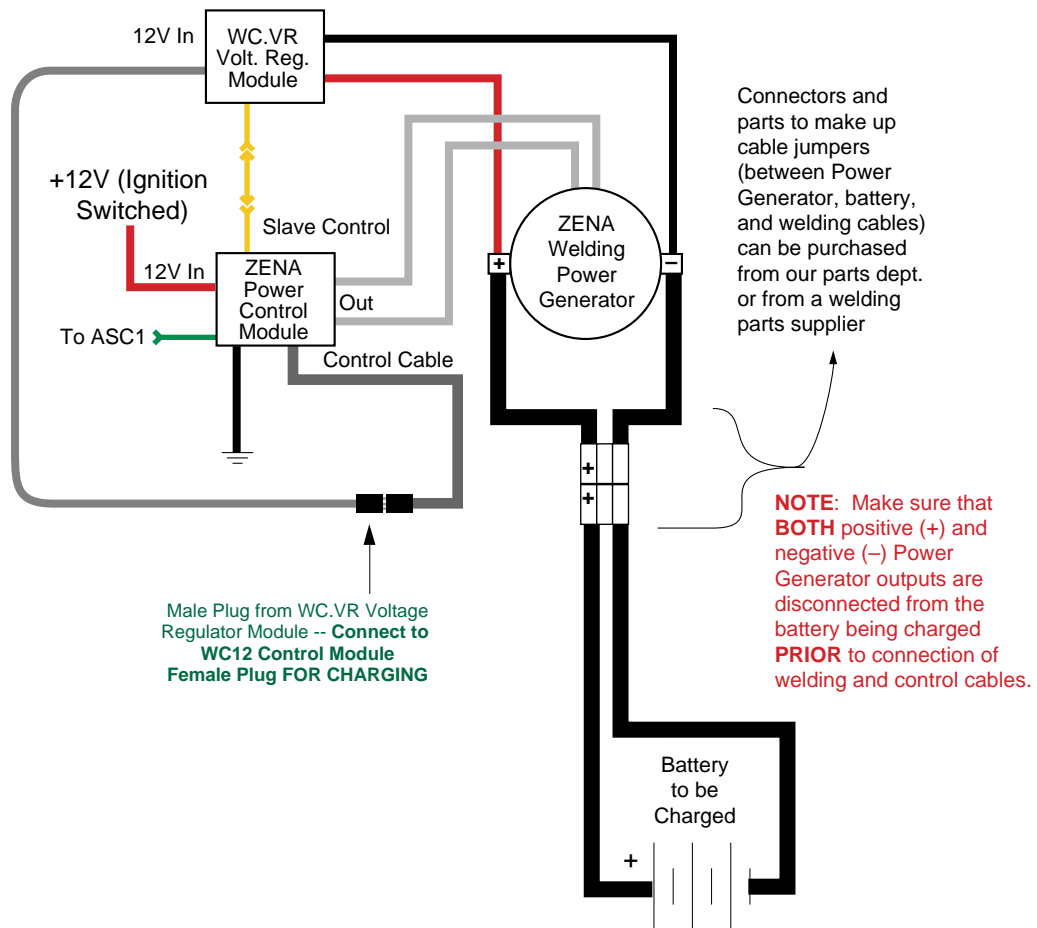 12V In
WC.VR
Volt. Reg.
Module
Connectors and
parts to make up
cable jumpers
(between Power
Generator, battery,
and welding cables)
can be purchased
from our parts dept.
or from a welding
parts supplier
+12V (Ignition
Switched)
Slave Control
12V In
ZENA
Power
Control
Module
Out
To ASC1
Control Cable
ZENA
Welding
Power
Generator
+
–
+
+
NOTE: Make sure that
BOTH positive (+) and
negative (–) Power
Generator outputs are
disconnected from the
battery being charged
PRIOR to connection of
welding and control cables.
Male Plug from WC.VR Voltage
Regulator Module -- Connect to
WC12 Control Module
Female Plug FOR CHARGING
Battery
to be
Charged
+